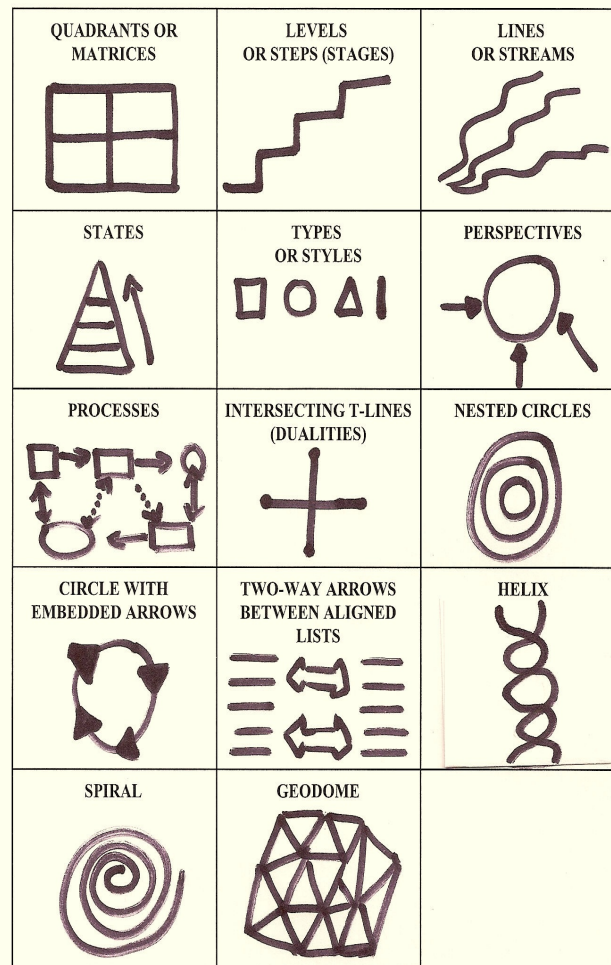 QUADRANTS OR
MATRICES
LEVELS
OR STEPS (STAGES)
LINES
OR STREAMS
STATES
TYPES
OR STYLES
PERSPECTIVES
PROCESSES
INTERSECTING T-LINES
(DUALITIES)
NESTED CIRCLES
CIRCLE WITH
EMBEDDED ARROWS
TWO-WAY ARROWS
BETWEEN ALIGNED
LISTS
HELIX
SPIRAL
GEODOME